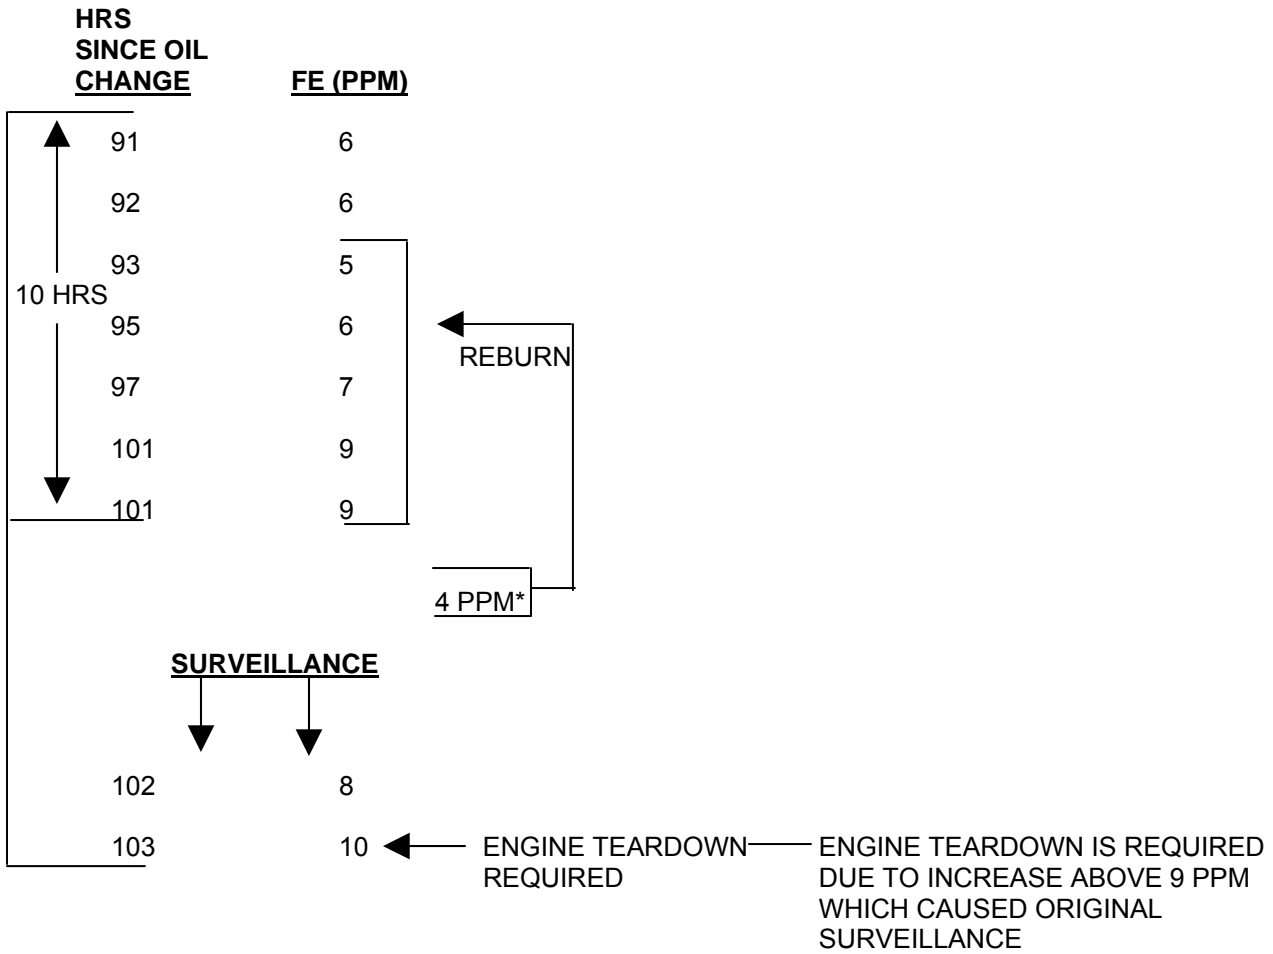 HRS
SINCE OIL
CHANGE FE (PPM)
91 6
92 6
93 5
10 HRS
95 6
REBURN
97 7
101 9
101 9
4 PPM*
SURVEILLANCE
102 8
103 10 ENGINE TEARDOWN ENGINE TEARDOWN IS REQUIRED
REQUIRED DUE TO INCREASE ABOVE 9 PPM
WHICH CAUSED ORIGINAL
SURVEILLANCE